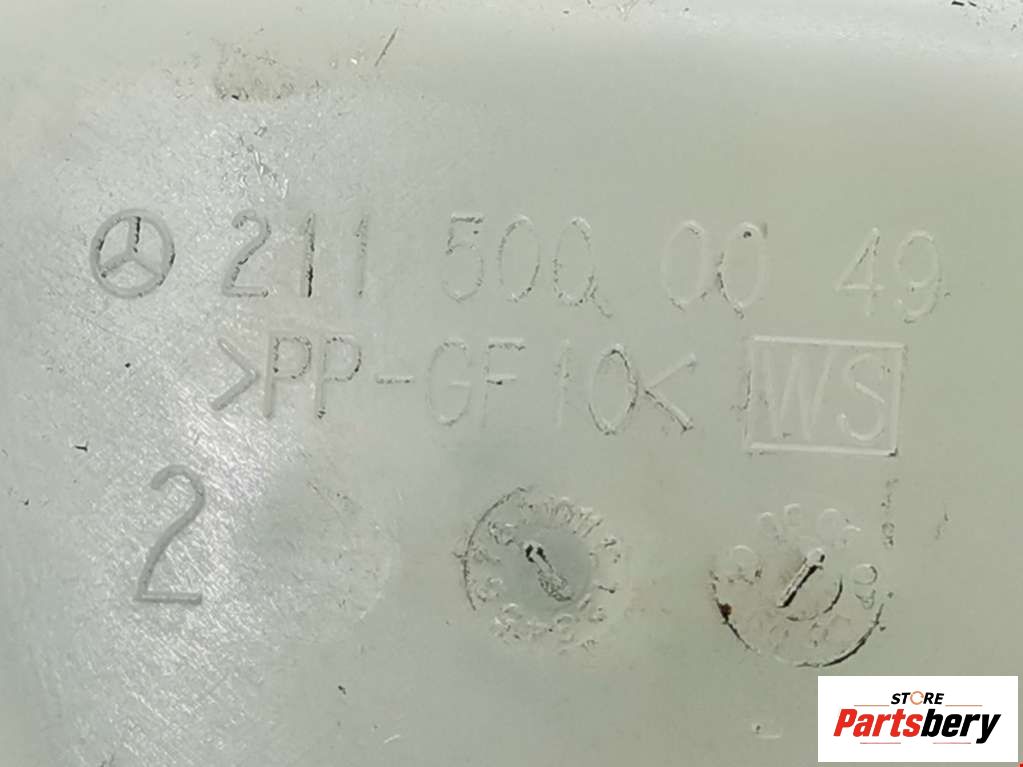 211 500 00 49
>PP-GF10< WS
2
STORE
Partsbery